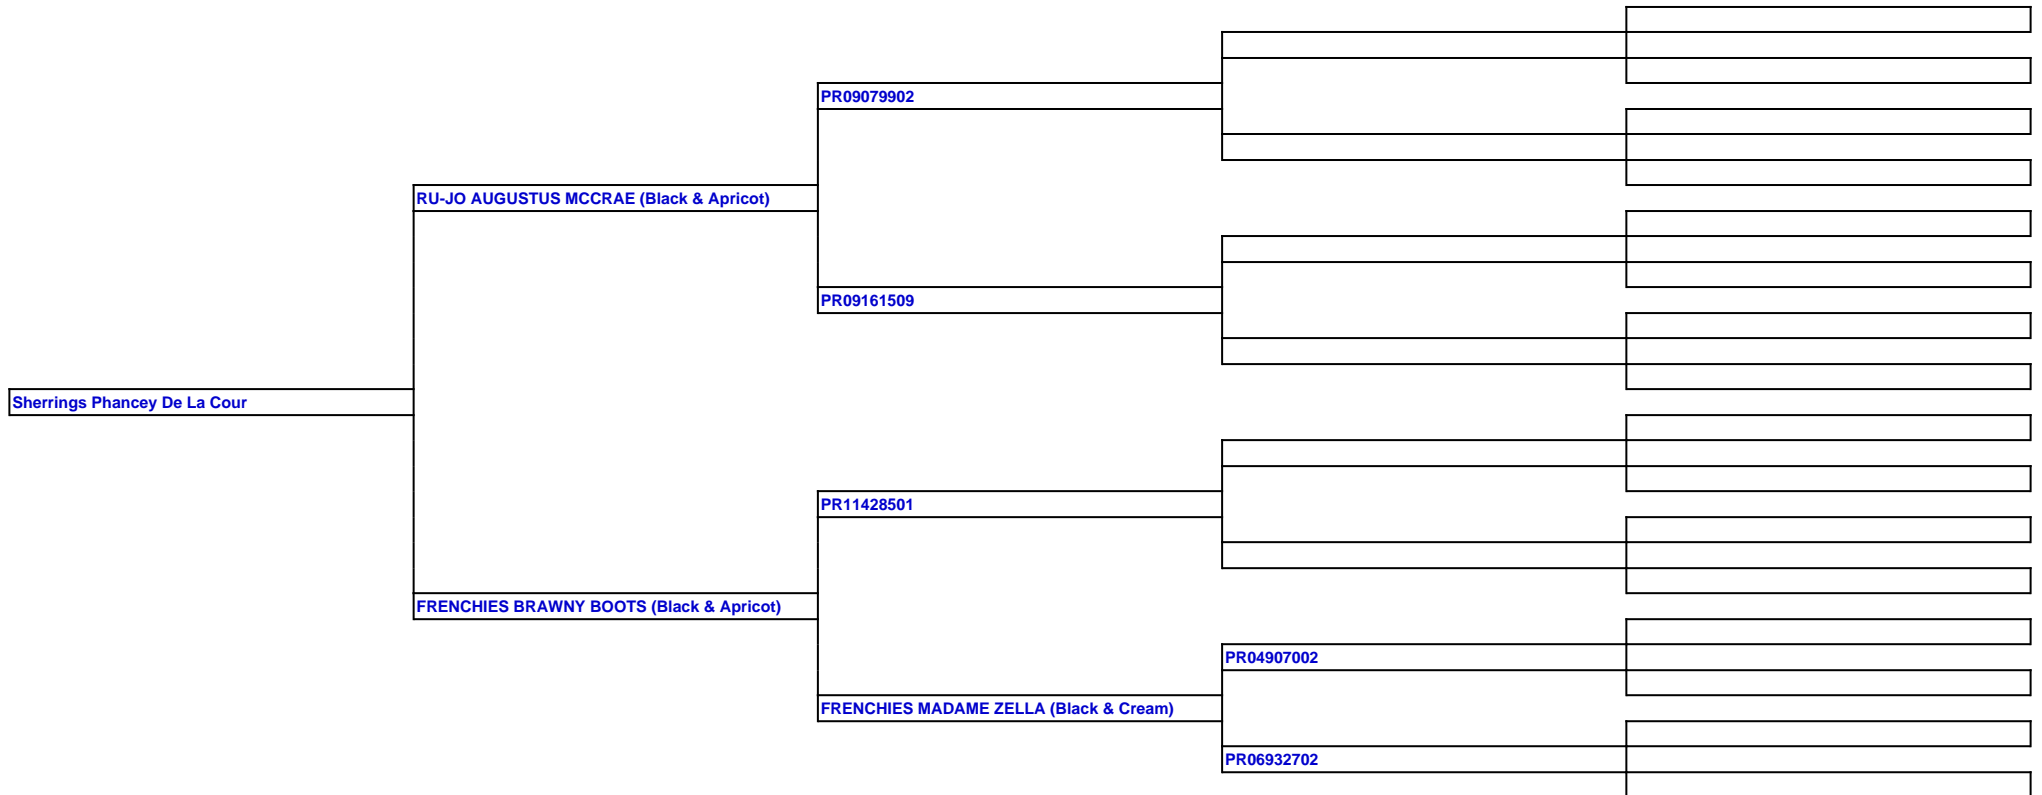 PR09079902
RU-JO AUGUSTUS MCCRAE (Black & Apricot)
PR09161509
Sherrings Phancey De La Cour
PR11428501
FRENCHIES BRAWNY BOOTS (Black & Apricot)
PR04907002
FRENCHIES MADAME ZELLA (Black & Cream)
PR06932702